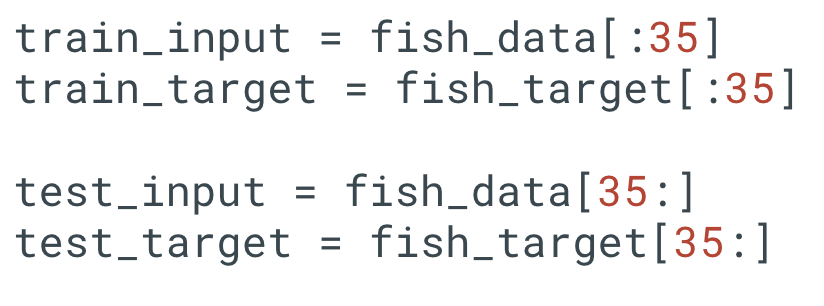 train_input = fish_data[:35]
train_target = fish_target[:35]
test_input = fish_data[35:]
test_target = fish_target[35:]